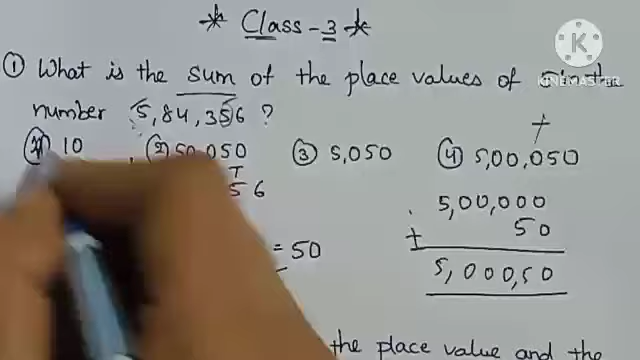 * Class - 3 *
① What is the sum of the place values of 5 in the
number 5,84,356 ?
10 ② 50,050 ③ 5,050 ④ 5,00,050
T
56
5,00,000
+ 50
= 50
5,000,50
the place value and the
K
KINEMASTER